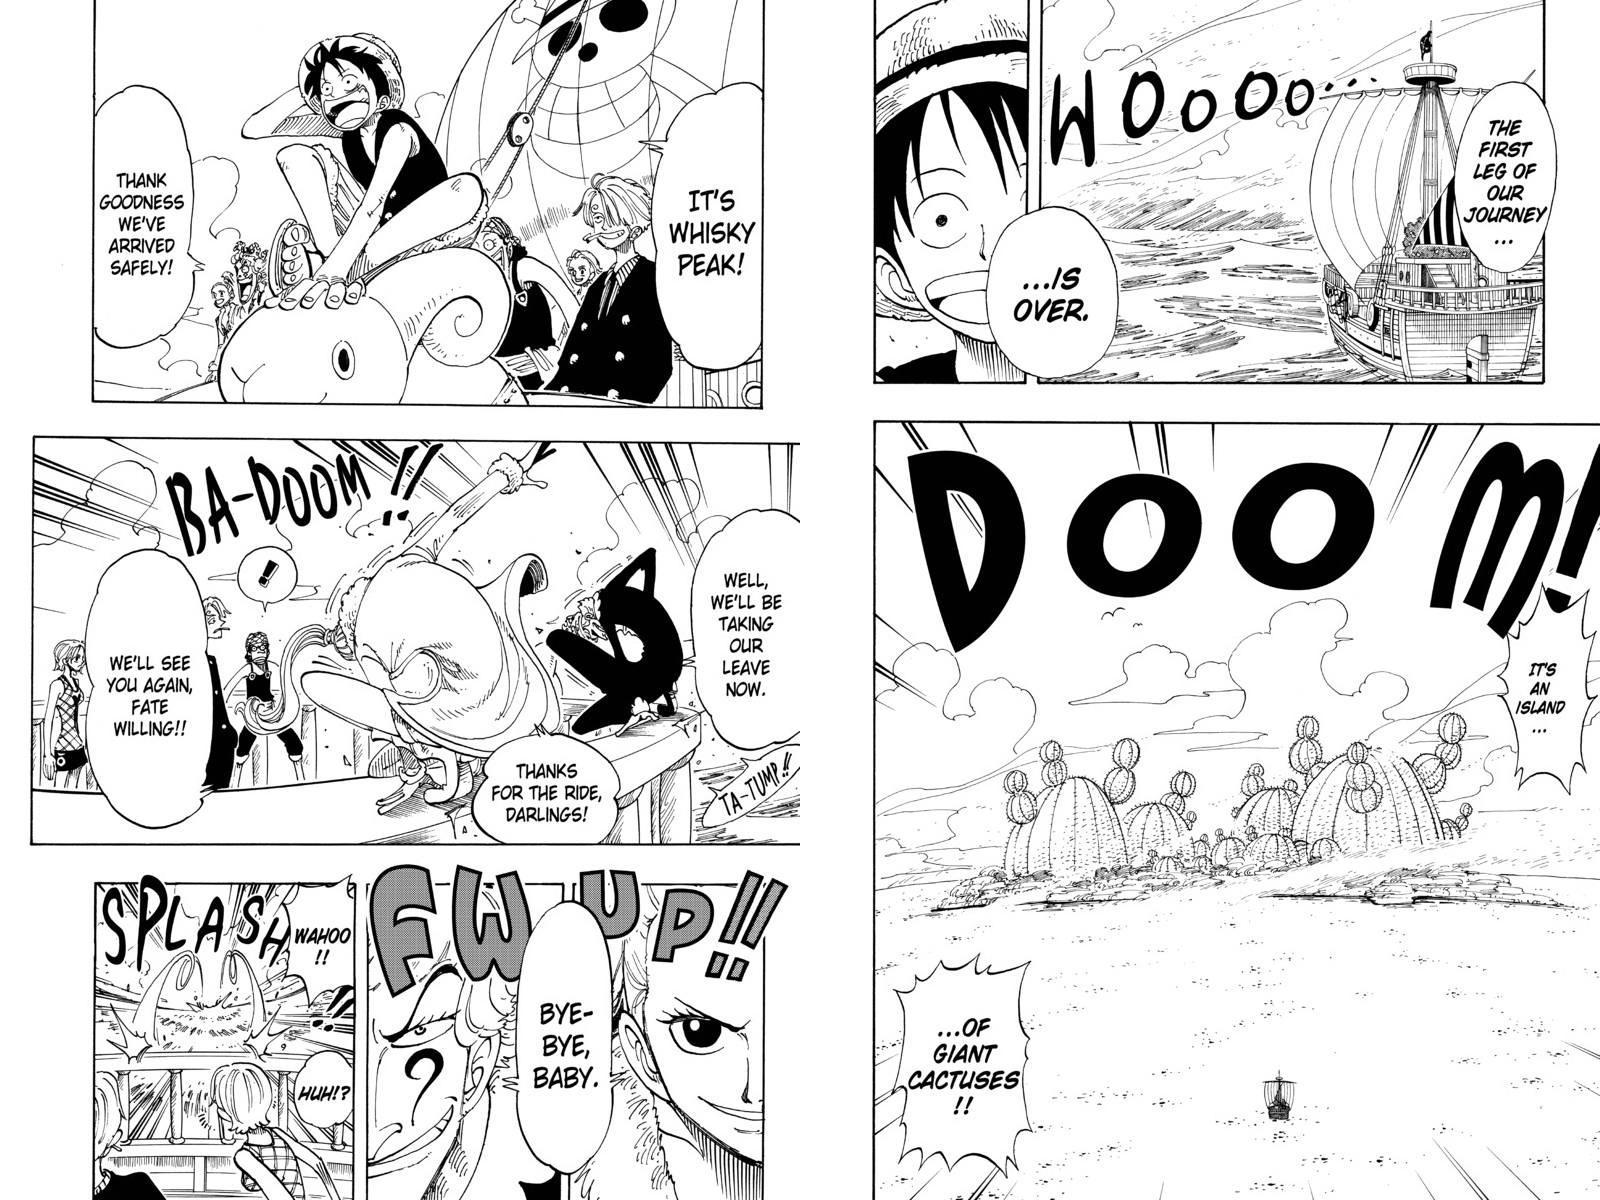 WOOOO...
THE
FIRST
LEG OF
OUR
JOURNEY
...
...IS
OVER.
DOOM!
IT'S
AN
ISLAND
...
...OF
GIANT
CACTUSES
!!
IT'S
WHISKY
PEAK!
THANK
GOODNESS
WE'VE
ARRIVED
SAFELY!
BA-DOOM!!
WELL,
WE'LL BE
TAKING
OUR
LEAVE
NOW.
!
WE'LL SEE
YOU AGAIN,
FATE
WILLING!!
THANKS
FOR THE RIDE,
DARLINGS!
TA-TUMP!!
FWUP!!
BYE-
BYE,
BABY.
?
SPLASH
WAHOO
!!
!!
HUH!?